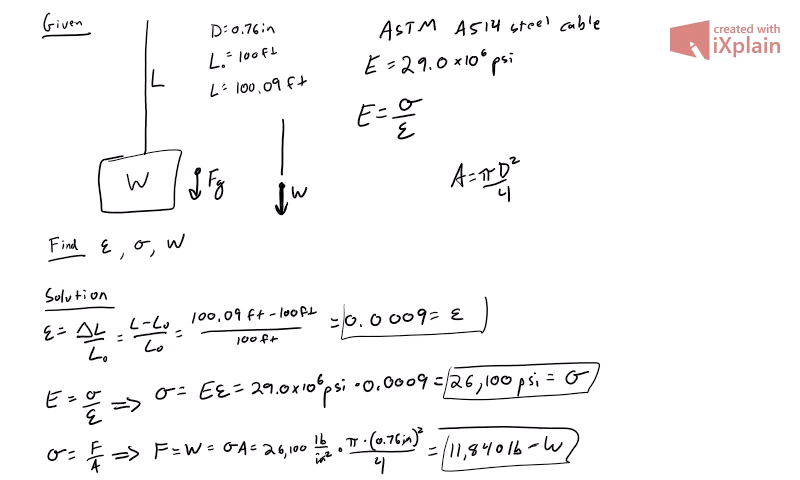 Given
D=0.76in
L₀=100ft
L=100.09ft
L
W
Fg
W
ASTM A514 steel cable
E=29.0×10⁶psi
E=σ/ε
A=πD²/4
created with
iXplain
Find ε, σ, W
Solution
ε=ΔL/L₀=L-L₀/L₀=100.09ft-100ft/100ft=0.0009=ε
E=σ/ε⇒σ=Eε=29.0×10⁶psi·0.0009=26,100psi=σ
σ=F/A⇒F=W=σA=26,100 lb/in²·π·(0.76in)²/4=11,840lb-W